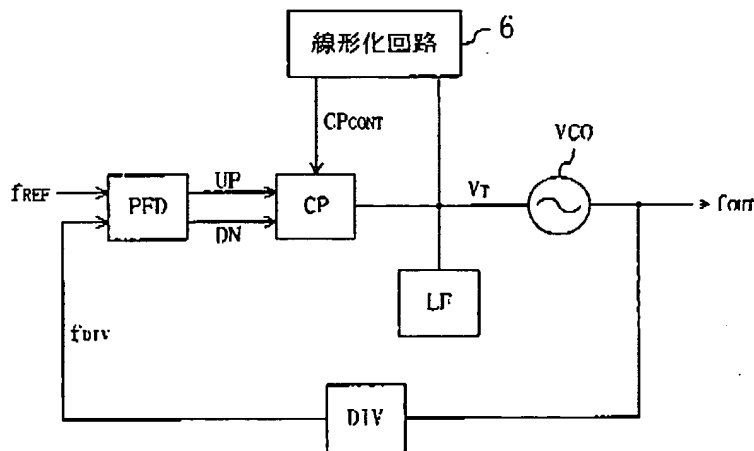 線形化回路
6
CPCONT
VCO
fREF
UP
PFD
CP
VT
fOUT
DN
LF
fDIV
DIV